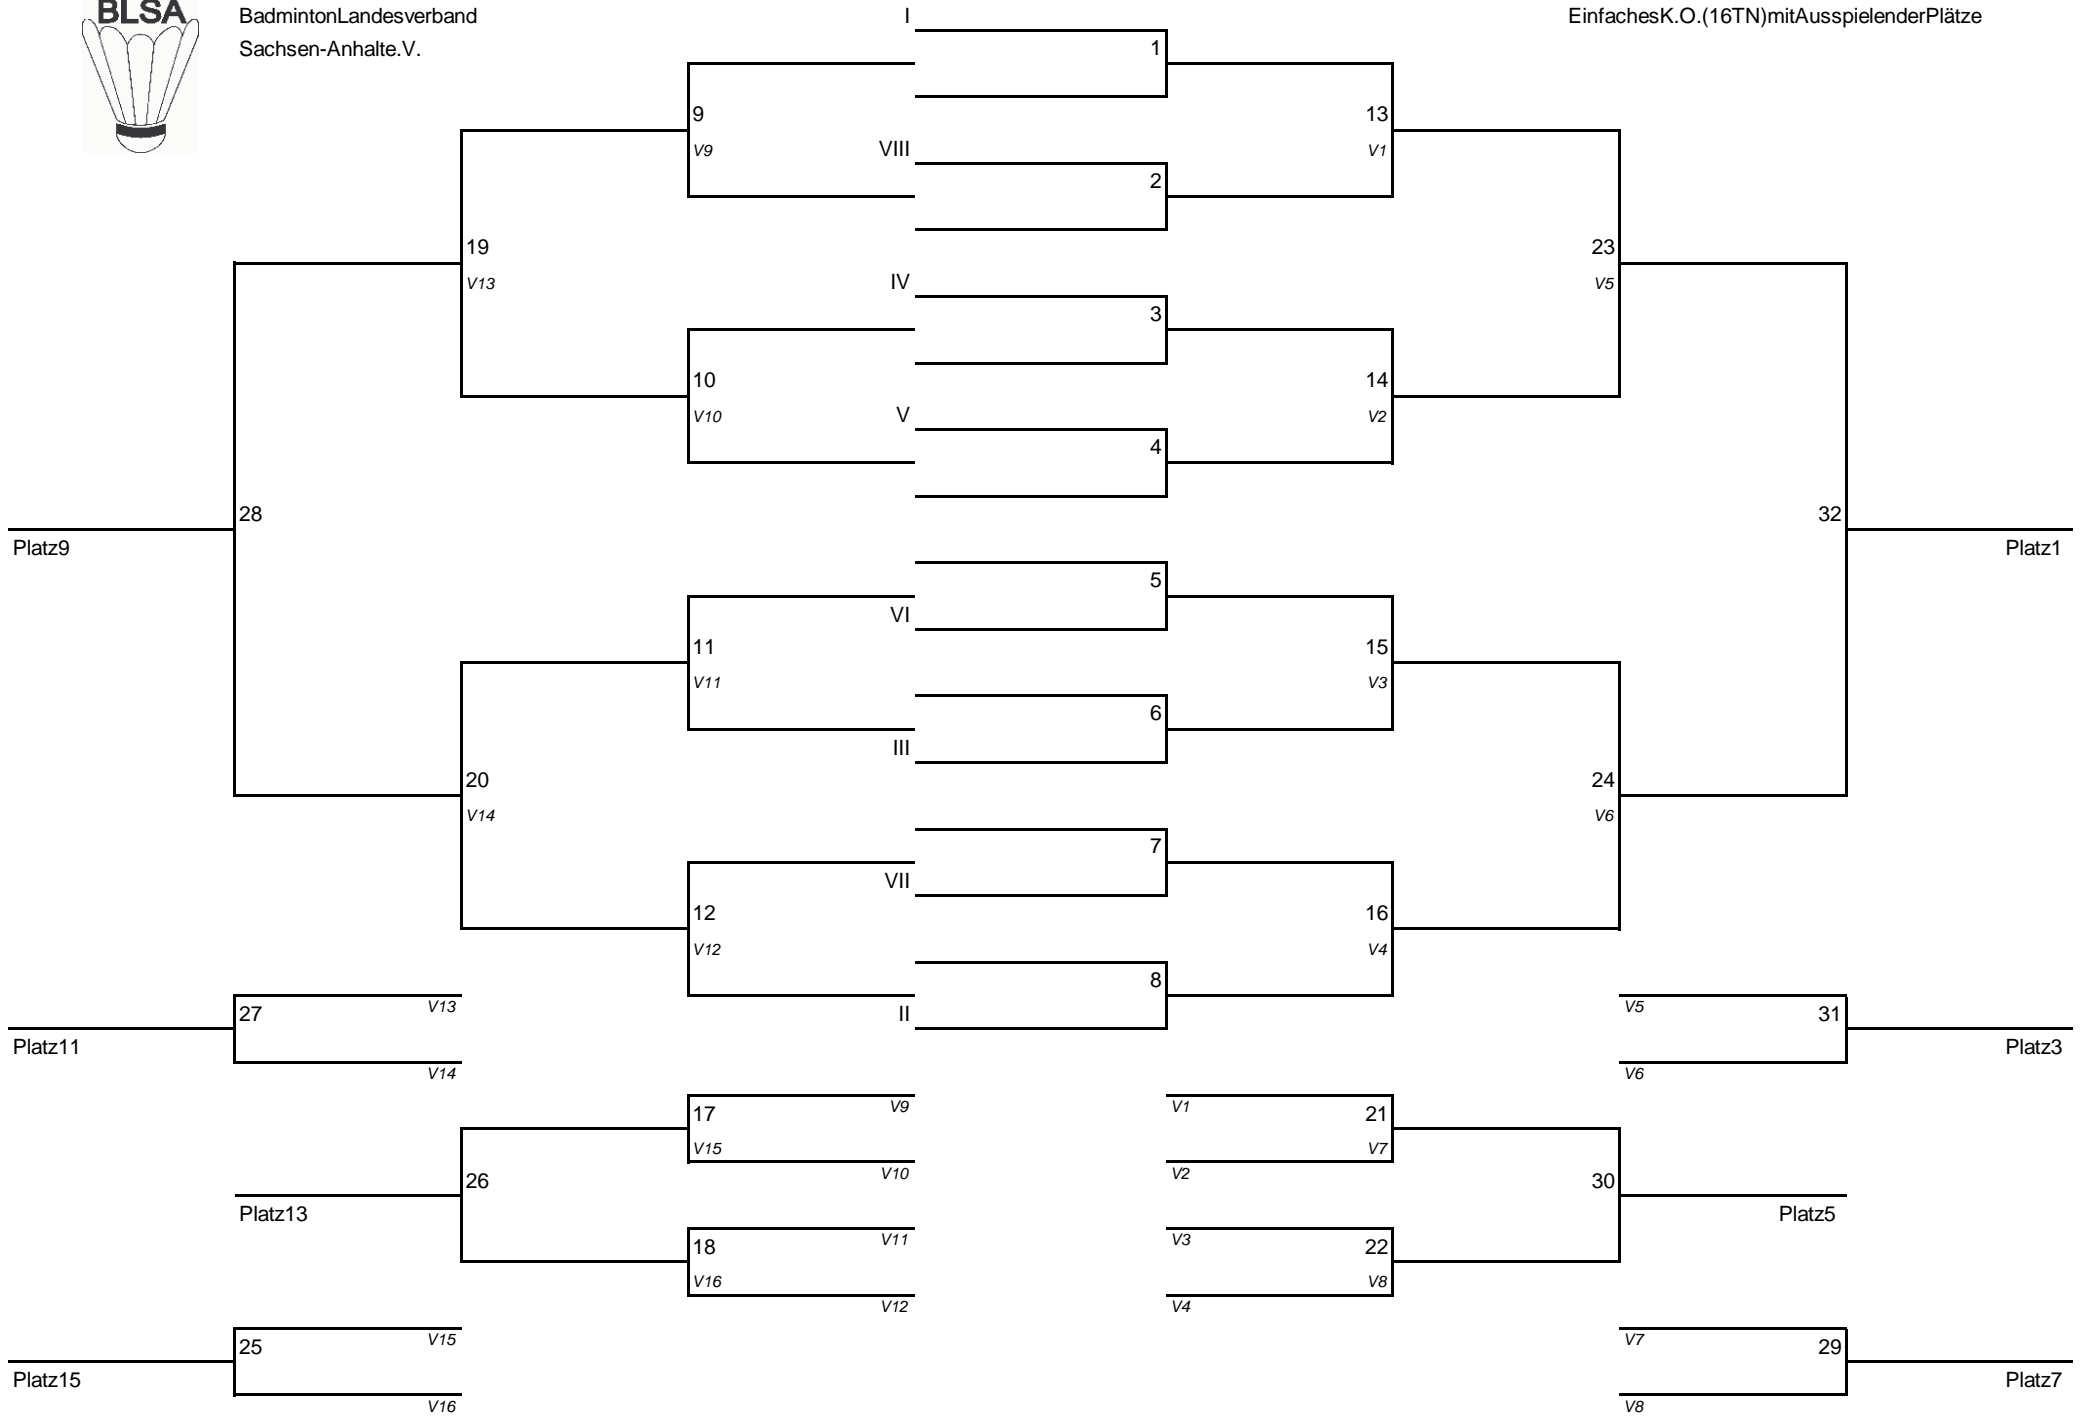 BLSA
BadmintonLandesverband
Sachsen-Anhalte.V.
EinfachesK.O.(16TN)mitAusspielenderPlätze
I
1
9
13
V9
VIII
V1
2
19
IV
23
V13
V5
3
10
14
V10
V
V2
4
28
32
Platz9
Platz1
5
VI
11
15
V11
V3
6
III
20
24
V14
V6
7
VII
12
16
V12
V4
8
27
V13
II
V5
31
Platz11
Platz3
V14
V6
17
V9
V1
21
V15
V7
V10
V2
26
30
Platz13
Platz5
18
V11
V3
22
V16
V8
V12
V4
25
V15
V7
29
Platz15
Platz7
V16
V8